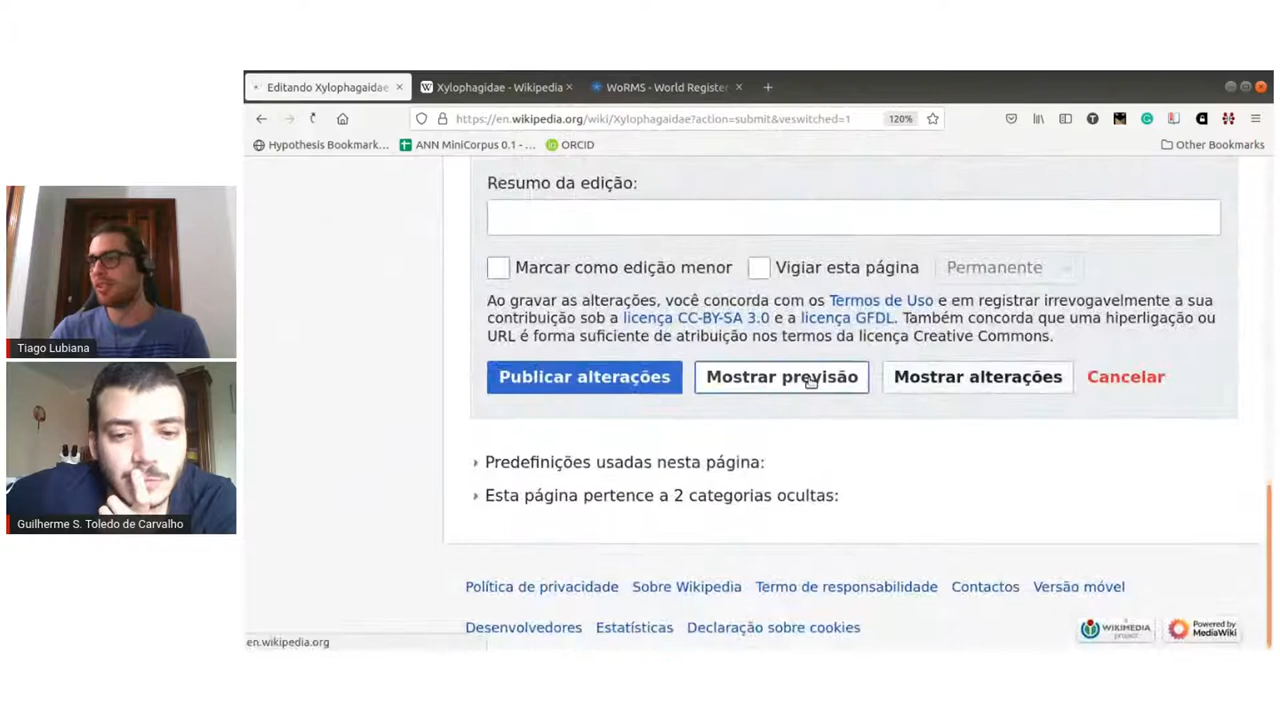 Editando Xylophagaidae
Xylophagaidae - Wikipedia
WoRMS - World Register
https://en.wikipedia.org/wiki/Xylophagaidae?action=submit&veswitched=1
120%
Hypothesis Bookmark...
ANN MiniCorpus 0.1 - ...
ORCID
Other Bookmarks
Resumo da edição:
Marcar como edição menor
Vigiar esta página
Permanente
Ao gravar as alterações, você concorda com os Termos de Uso e em registrar irrevogavelmente a sua
contribuição sob a licença CC-BY-SA 3.0 e a licença GFDL. Também concorda que uma hiperligação ou
URL é forma suficiente de atribuição nos termos da licença Creative Commons.
Publicar alterações
Mostrar previsão
Mostrar alterações
Cancelar
Predefinições usadas nesta página:
Esta página pertence a 2 categorias ocultas:
Política de privacidade
Sobre Wikipedia
Termo de responsabilidade
Contactos
Versão móvel
Desenvolvedores
Estatísticas
Declaração sobre cookies
A
WIKIMEDIA
project
Powered by
MediaWiki
en.wikipedia.org
Tiago Lubiana
Guilherme S. Toledo de Carvalho